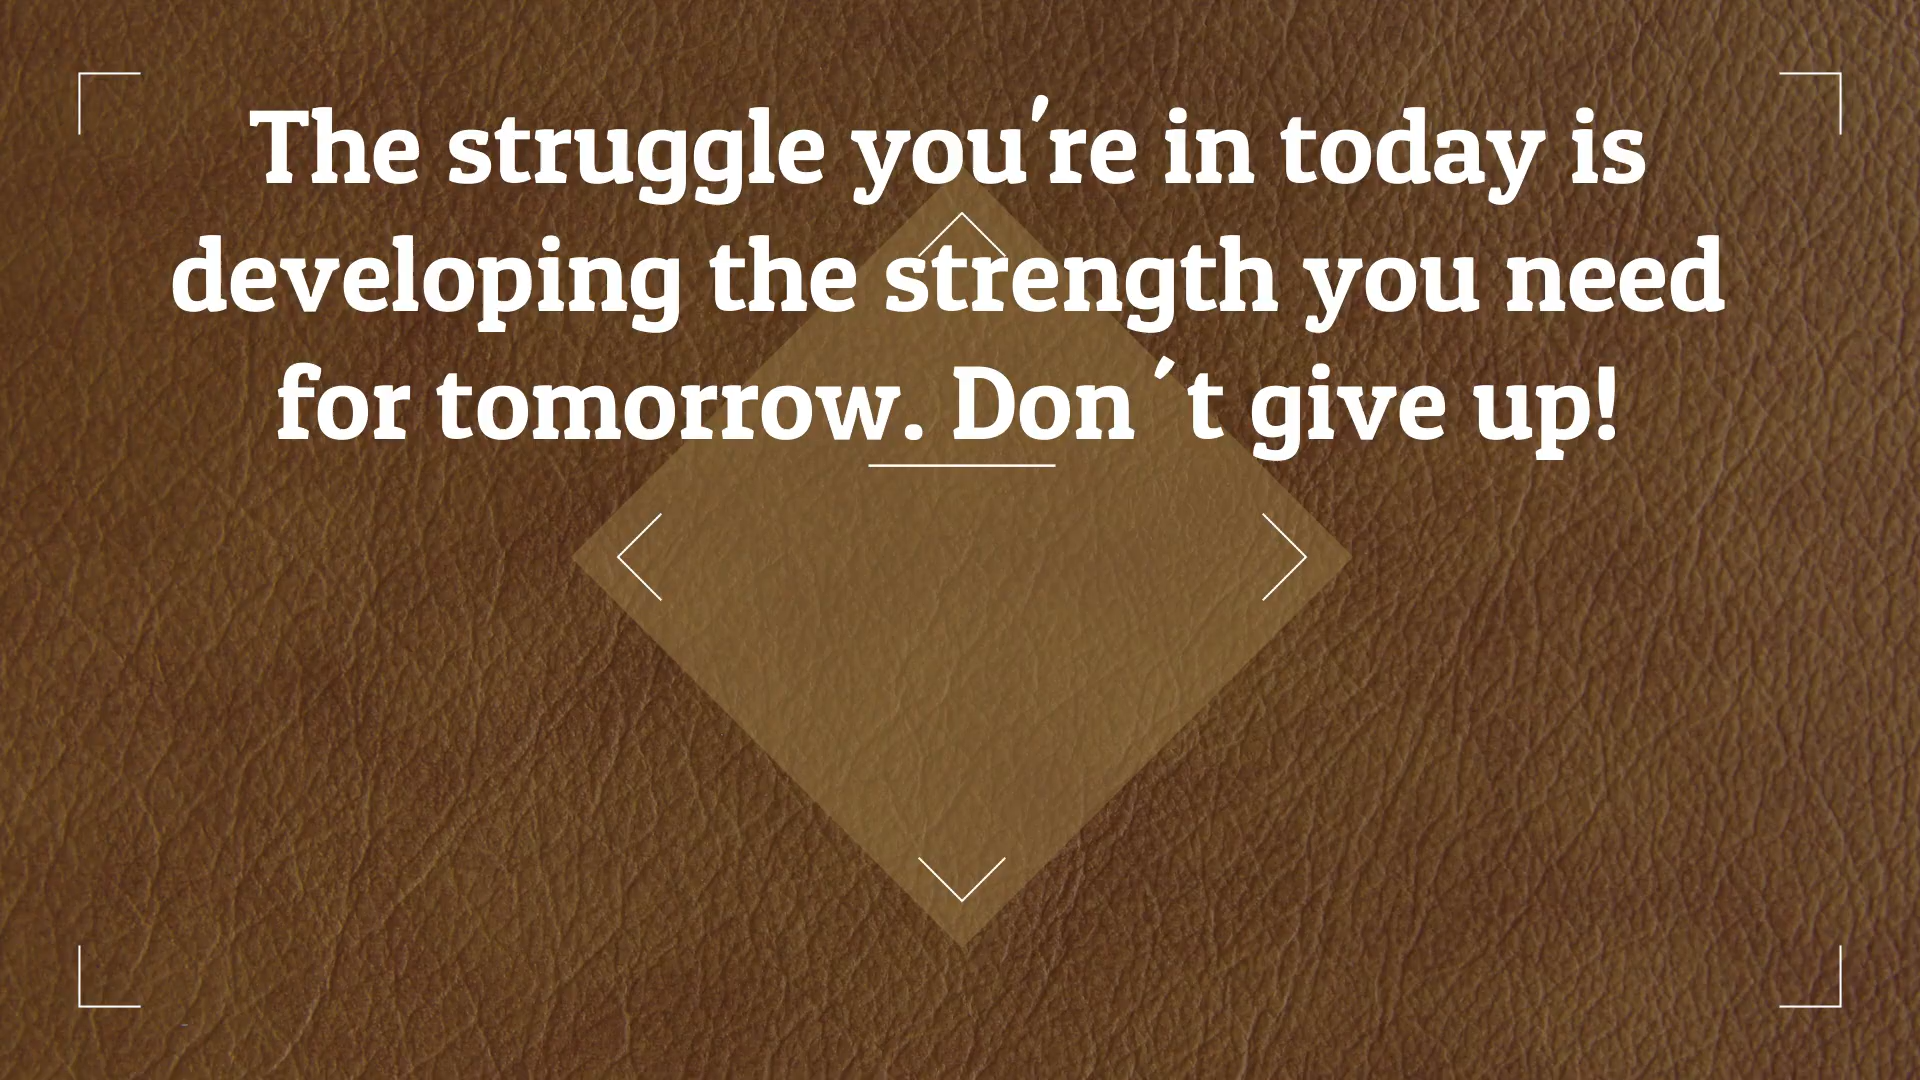 The struggle you're in today is
developing the strength you need
for tomorrow. Don´t give up!